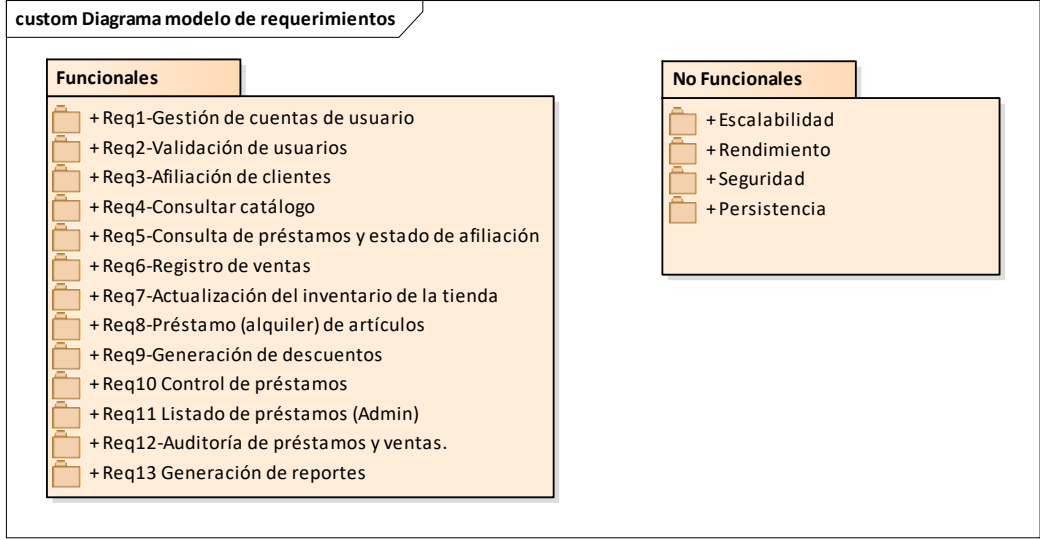 custom Diagrama modelo de requerimientos
Funcionales
+ Req1-Gestión de cuentas de usuario
+ Req2-Validación de usuarios
+ Req3-Afiliación de clientes
+ Req4-Consultar catálogo
+ Req5-Consulta de préstamos y estado de afiliación
+ Req6-Registro de ventas
+ Req7-Actualización del inventario de la tienda
+ Req8-Préstamo (alquiler) de artículos
+ Req9-Generación de descuentos
+ Req10 Control de préstamos
+ Req11 Listado de préstamos (Admin)
+ Req12-Auditoría de préstamos y ventas.
+ Req13 Generación de reportes
No Funcionales
+ Escalabilidad
+ Rendimiento
+ Seguridad
+ Persistencia